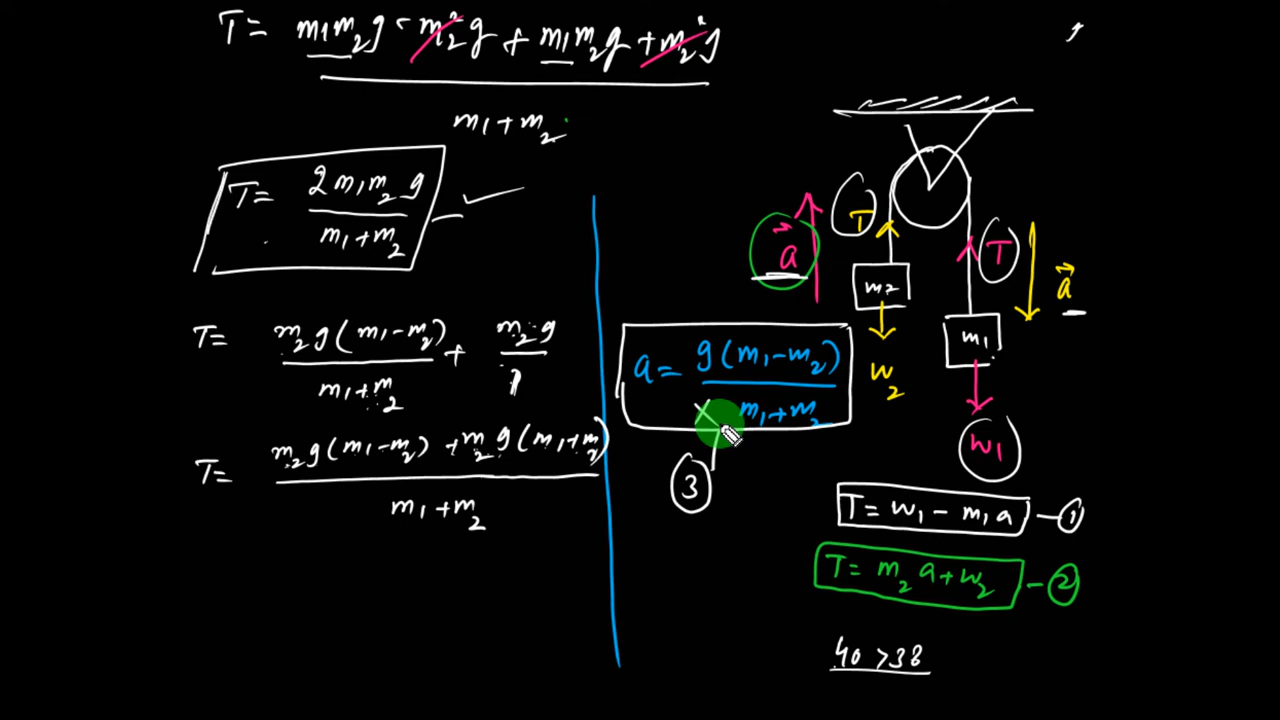 T = m₁m₂g - m₂²g + m₁m₂g + m₂²g
m₁+m₂
T = 2m₁m₂g
m₁+m₂
T = m₂g(m₁-m₂) + m₂g
m₁+m₂ 1
T = m₂g(m₁-m₂) + m₂g(m₁+m₂)
m₁+m₂
a = g(m₁-m₂)
m₁+m₂
3
T
T
a
a
m₂
m₁
w₂
w₁
T = w₁ - m₁a — 1
T = m₂a + w₂ — 2
40 > 38